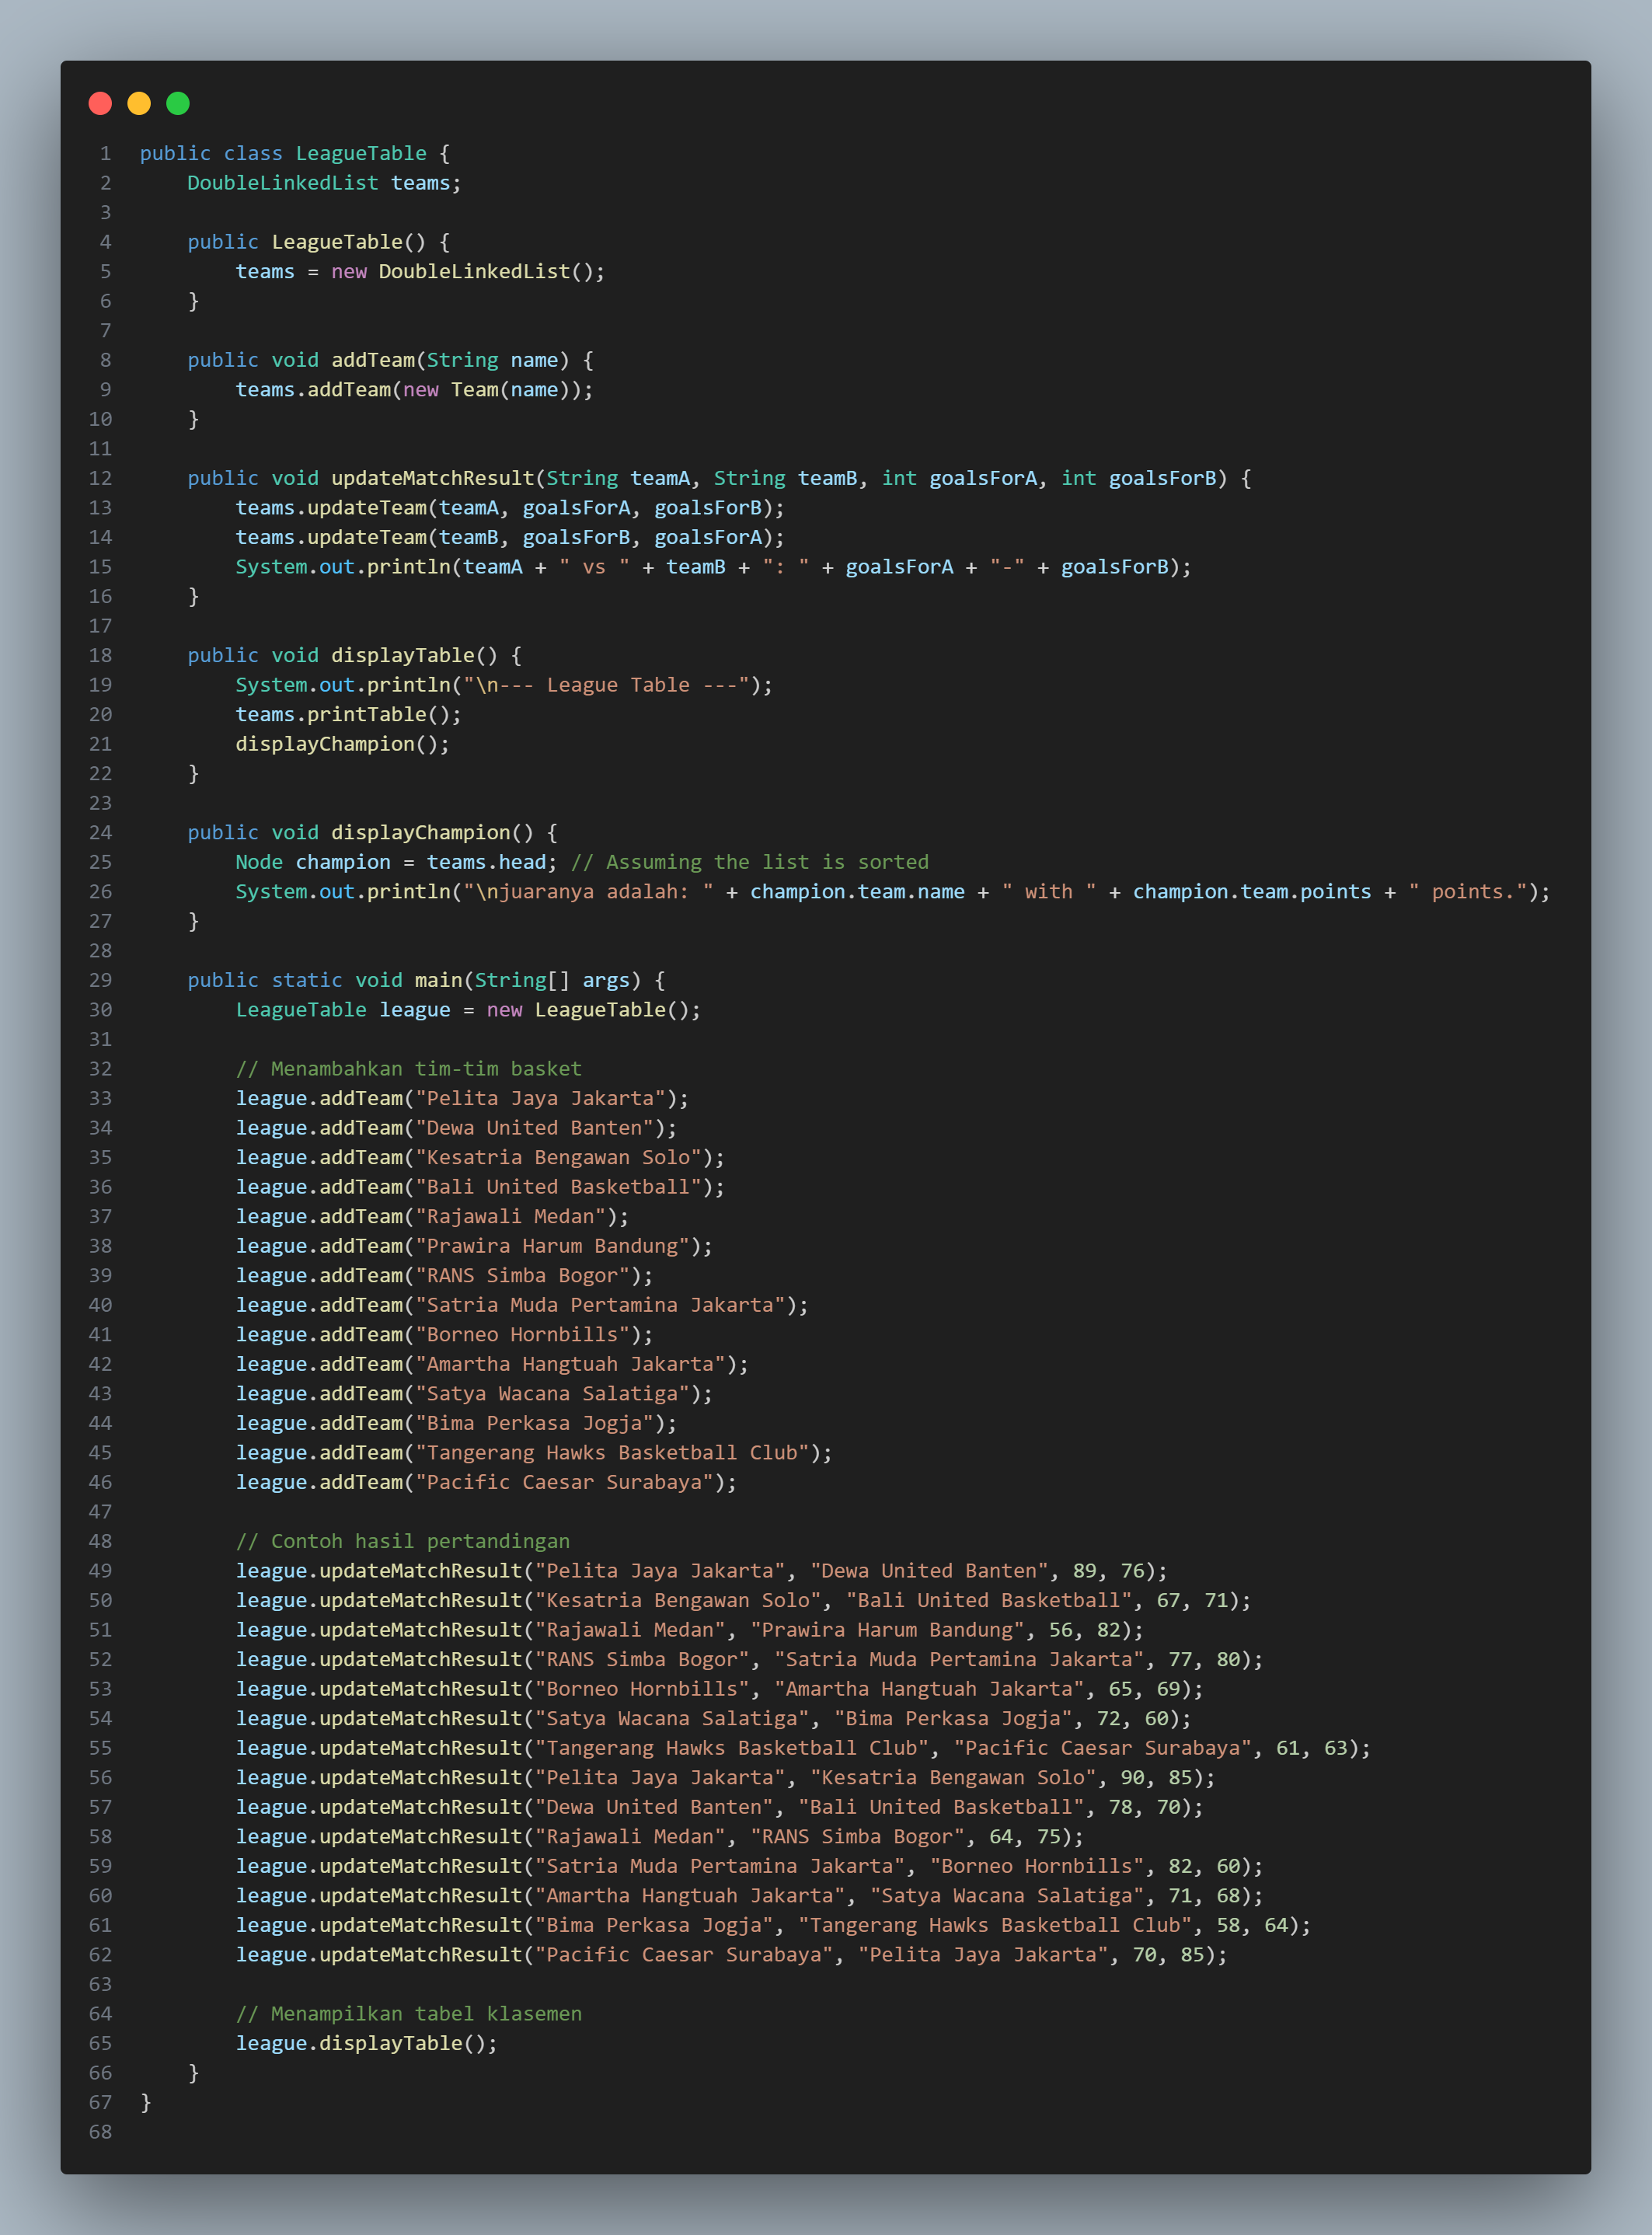 1 public class LeagueTable {
2     DoubleLinkedList teams;
3
4     public LeagueTable() {
5         teams = new DoubleLinkedList();
6     }
7
8     public void addTeam(String name) {
9         teams.addTeam(new Team(name));
10     }
11
12     public void updateMatchResult(String teamA, String teamB, int goalsForA, int goalsForB) {
13         teams.updateTeam(teamA, goalsForA, goalsForB);
14         teams.updateTeam(teamB, goalsForB, goalsForA);
15         System.out.println(teamA + " vs " + teamB + ": " + goalsForA + "-" + goalsForB);
16     }
17
18     public void displayTable() {
19         System.out.println("\n--- League Table ---");
20         teams.printTable();
21         displayChampion();
22     }
23
24     public void displayChampion() {
25         Node champion = teams.head; // Assuming the list is sorted
26         System.out.println("\njuaranya adalah: " + champion.team.name + " with " + champion.team.points + " points.");
27     }
28
29     public static void main(String[] args) {
30         LeagueTable league = new LeagueTable();
31
32         // Menambahkan tim-tim basket
33         league.addTeam("Pelita Jaya Jakarta");
34         league.addTeam("Dewa United Banten");
35         league.addTeam("Kesatria Bengawan Solo");
36         league.addTeam("Bali United Basketball");
37         league.addTeam("Rajawali Medan");
38         league.addTeam("Prawira Harum Bandung");
39         league.addTeam("RANS Simba Bogor");
40         league.addTeam("Satria Muda Pertamina Jakarta");
41         league.addTeam("Borneo Hornbills");
42         league.addTeam("Amartha Hangtuah Jakarta");
43         league.addTeam("Satya Wacana Salatiga");
44         league.addTeam("Bima Perkasa Jogja");
45         league.addTeam("Tangerang Hawks Basketball Club");
46         league.addTeam("Pacific Caesar Surabaya");
47
48         // Contoh hasil pertandingan
49         league.updateMatchResult("Pelita Jaya Jakarta", "Dewa United Banten", 89, 76);
50         league.updateMatchResult("Kesatria Bengawan Solo", "Bali United Basketball", 67, 71);
51         league.updateMatchResult("Rajawali Medan", "Prawira Harum Bandung", 56, 82);
52         league.updateMatchResult("RANS Simba Bogor", "Satria Muda Pertamina Jakarta", 77, 80);
53         league.updateMatchResult("Borneo Hornbills", "Amartha Hangtuah Jakarta", 65, 69);
54         league.updateMatchResult("Satya Wacana Salatiga", "Bima Perkasa Jogja", 72, 60);
55         league.updateMatchResult("Tangerang Hawks Basketball Club", "Pacific Caesar Surabaya", 61, 63);
56         league.updateMatchResult("Pelita Jaya Jakarta", "Kesatria Bengawan Solo", 90, 85);
57         league.updateMatchResult("Dewa United Banten", "Bali United Basketball", 78, 70);
58         league.updateMatchResult("Rajawali Medan", "RANS Simba Bogor", 64, 75);
59         league.updateMatchResult("Satria Muda Pertamina Jakarta", "Borneo Hornbills", 82, 60);
60         league.updateMatchResult("Amartha Hangtuah Jakarta", "Satya Wacana Salatiga", 71, 68);
61         league.updateMatchResult("Bima Perkasa Jogja", "Tangerang Hawks Basketball Club", 58, 64);
62         league.updateMatchResult("Pacific Caesar Surabaya", "Pelita Jaya Jakarta", 70, 85);
63
64         // Menampilkan tabel klasemen
65         league.displayTable();
66     }
67 }
68